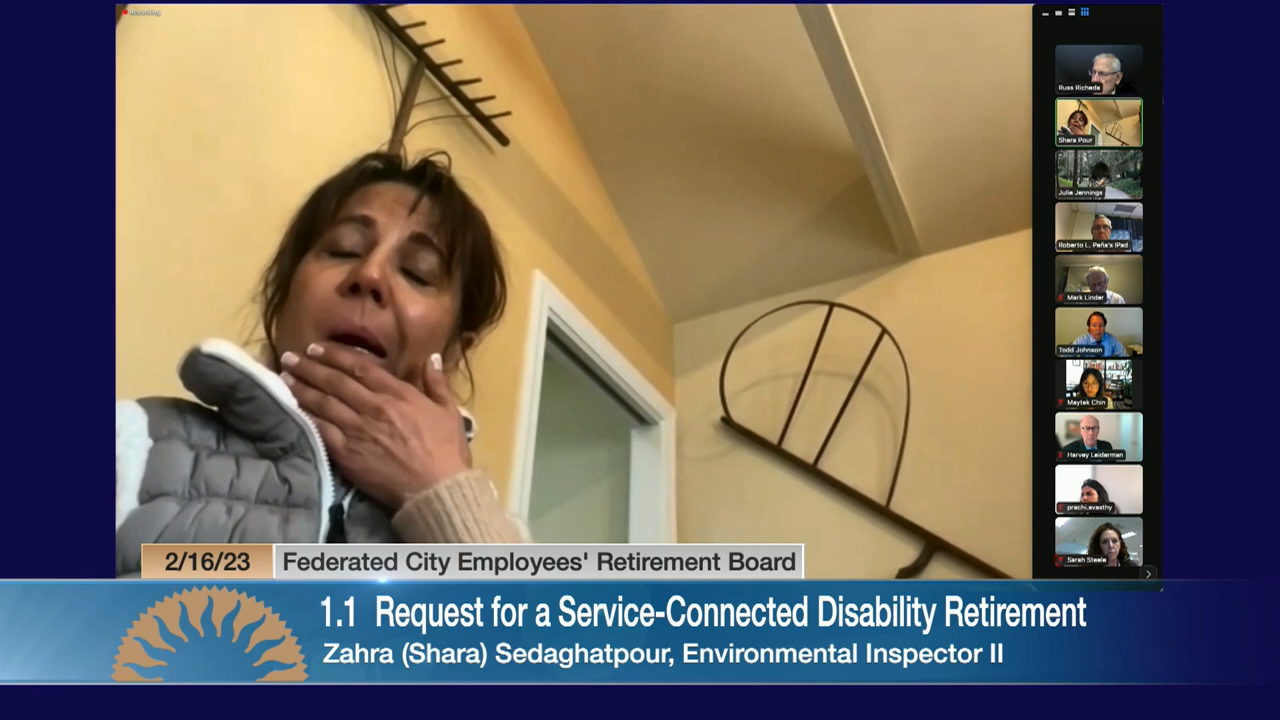 Recording
Russ Richeda
Shara Pour
Julie Jennings
Roberto L. Peña's iPad
Mark Linder
Todd Johnson
Maytak Chin
Harvey Leiderman
prachi.avasthy
Sarah Steele
2/16/23 Federated City Employees' Retirement Board
1.1 Request for a Service-Connected Disability Retirement
Zahra (Shara) Sedaghatpour, Environmental Inspector II